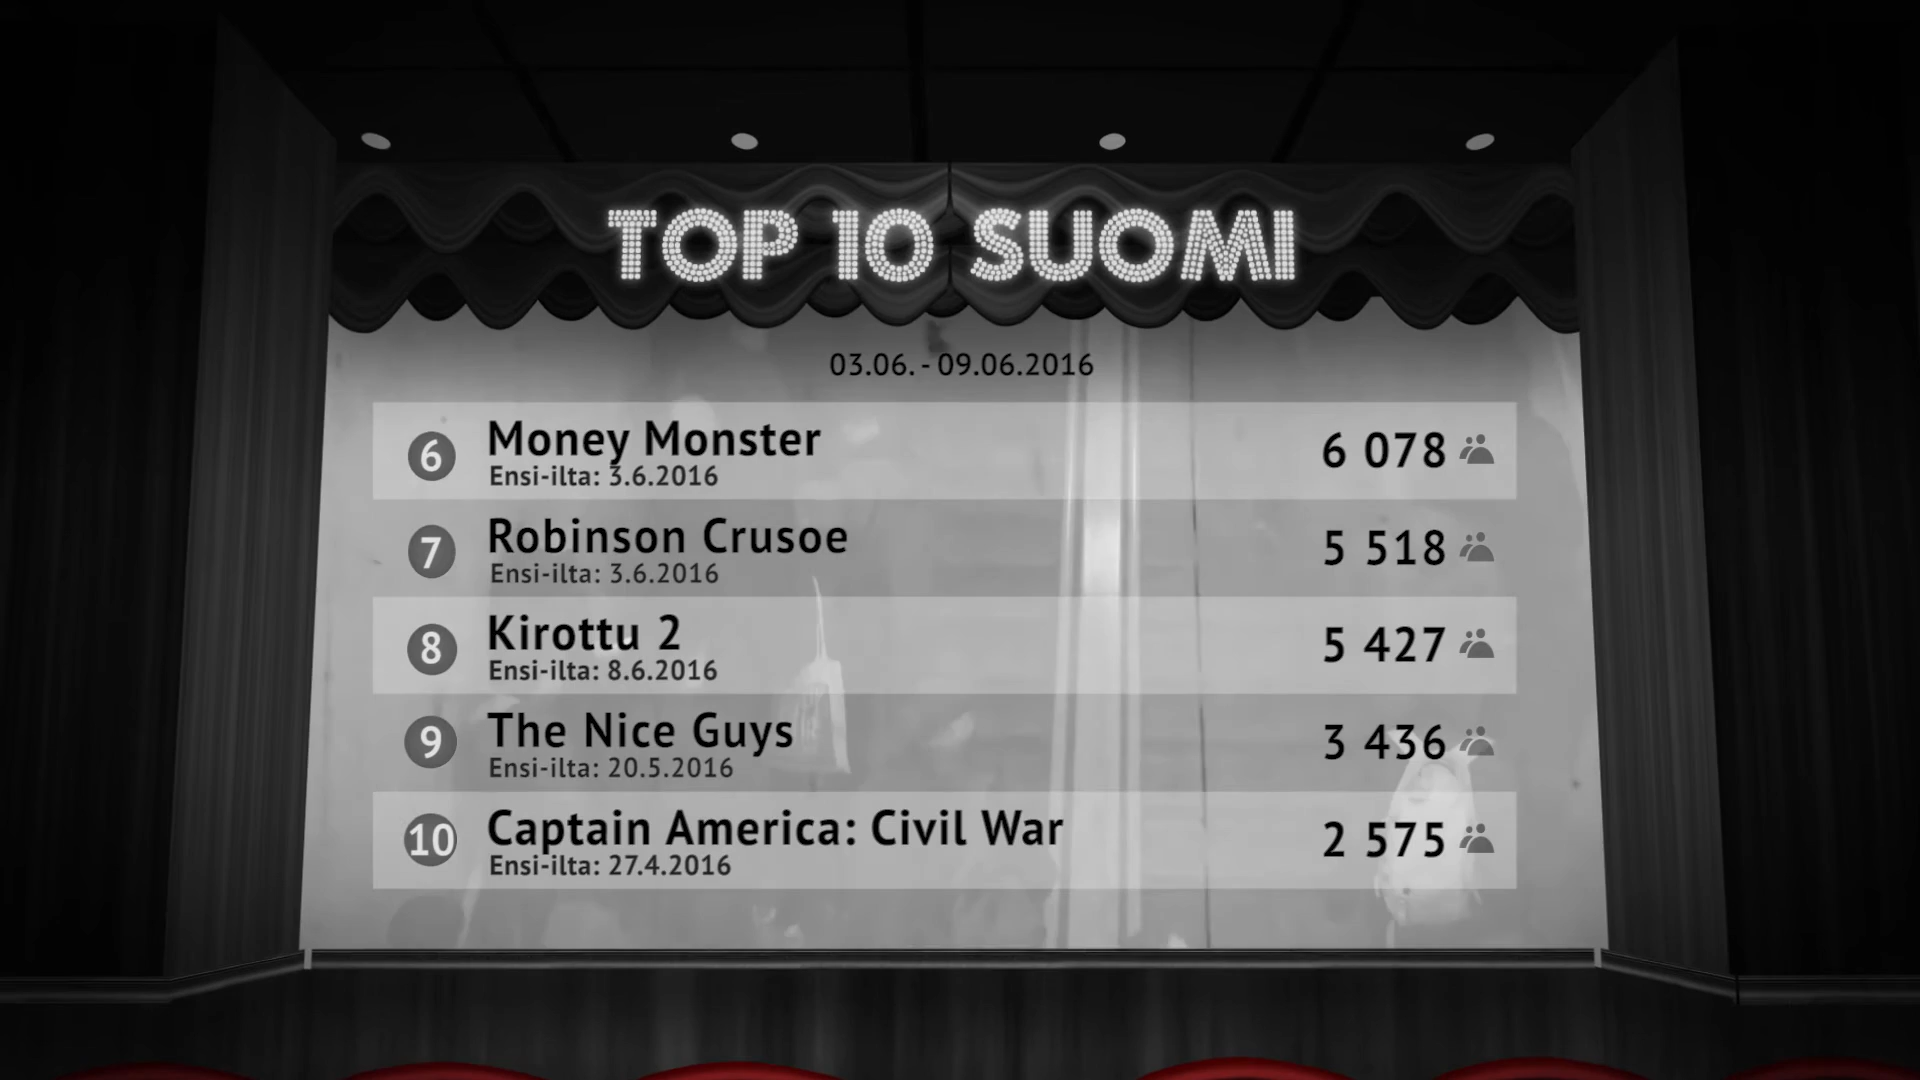 TOP 10 SUOMI
03.06. - 09.06.2016
6 Money Monster 6 078
Ensi-ilta: 3.6.2016
7 Robinson Crusoe 5 518
Ensi-ilta: 3.6.2016
8 Kirottu 2 5 427
Ensi-ilta: 8.6.2016
9 The Nice Guys 3 436
Ensi-ilta: 20.5.2016
10 Captain America: Civil War 2 575
Ensi-ilta: 27.4.2016